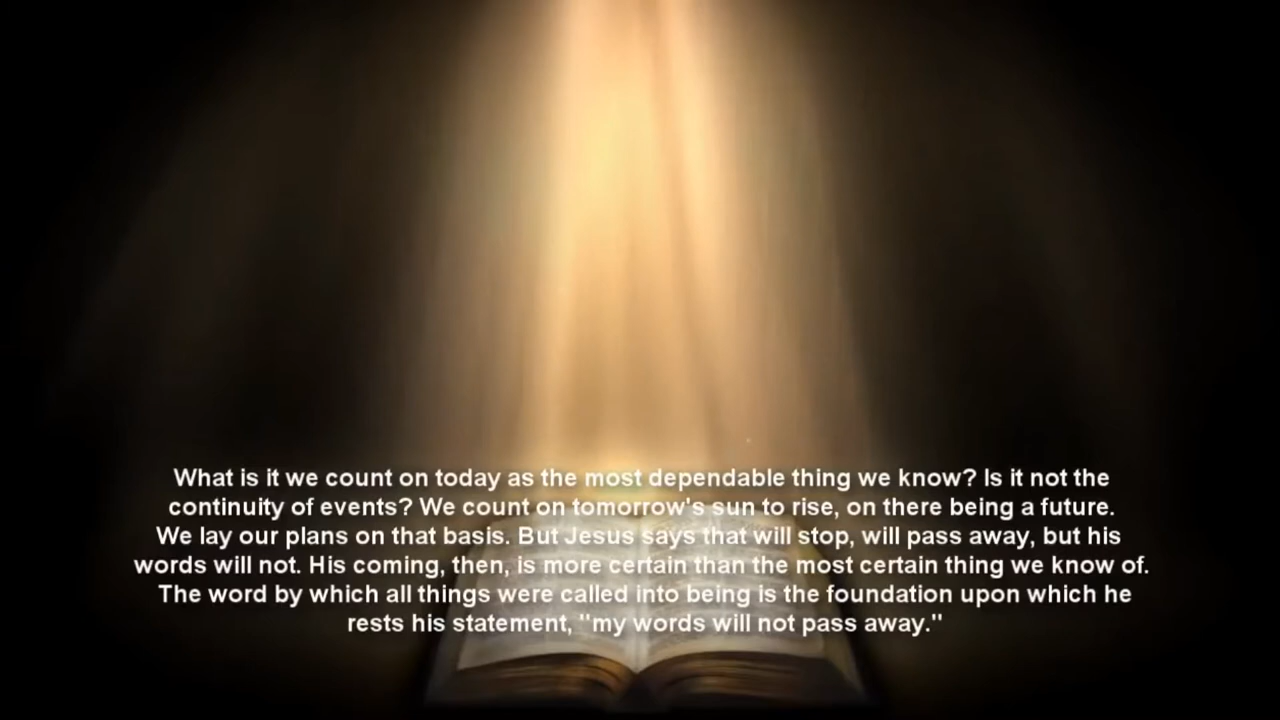 What is it we count on today as the most dependable thing we know? Is it not the
continuity of events? We count on tomorrow's sun to rise, on there being a future.
We lay our plans on that basis. But Jesus says that will stop, will pass away, but his
words will not. His coming, then, is more certain than the most certain thing we know of.
The word by which all things were called into being is the foundation upon which he
rests his statement, "my words will not pass away."